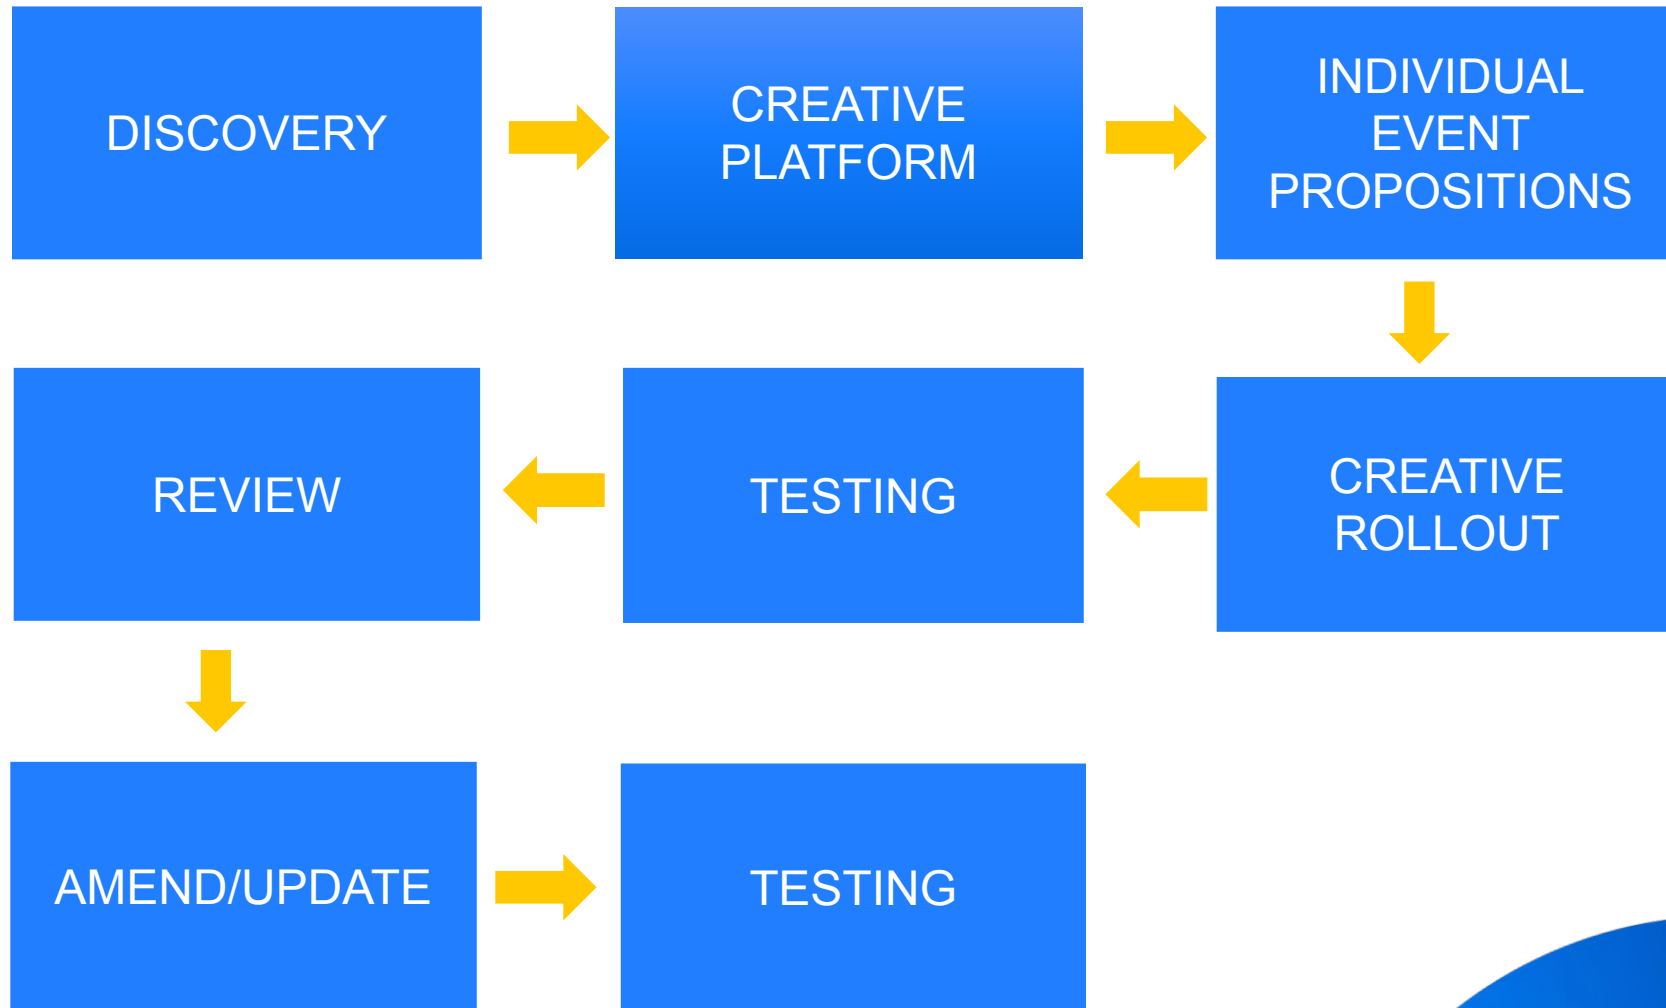 DISCOVERY
CREATIVE
PLATFORM
INDIVIDUAL
EVENT
PROPOSITIONS
REVIEW
TESTING
CREATIVE
ROLLOUT
AMEND/UPDATE
TESTING